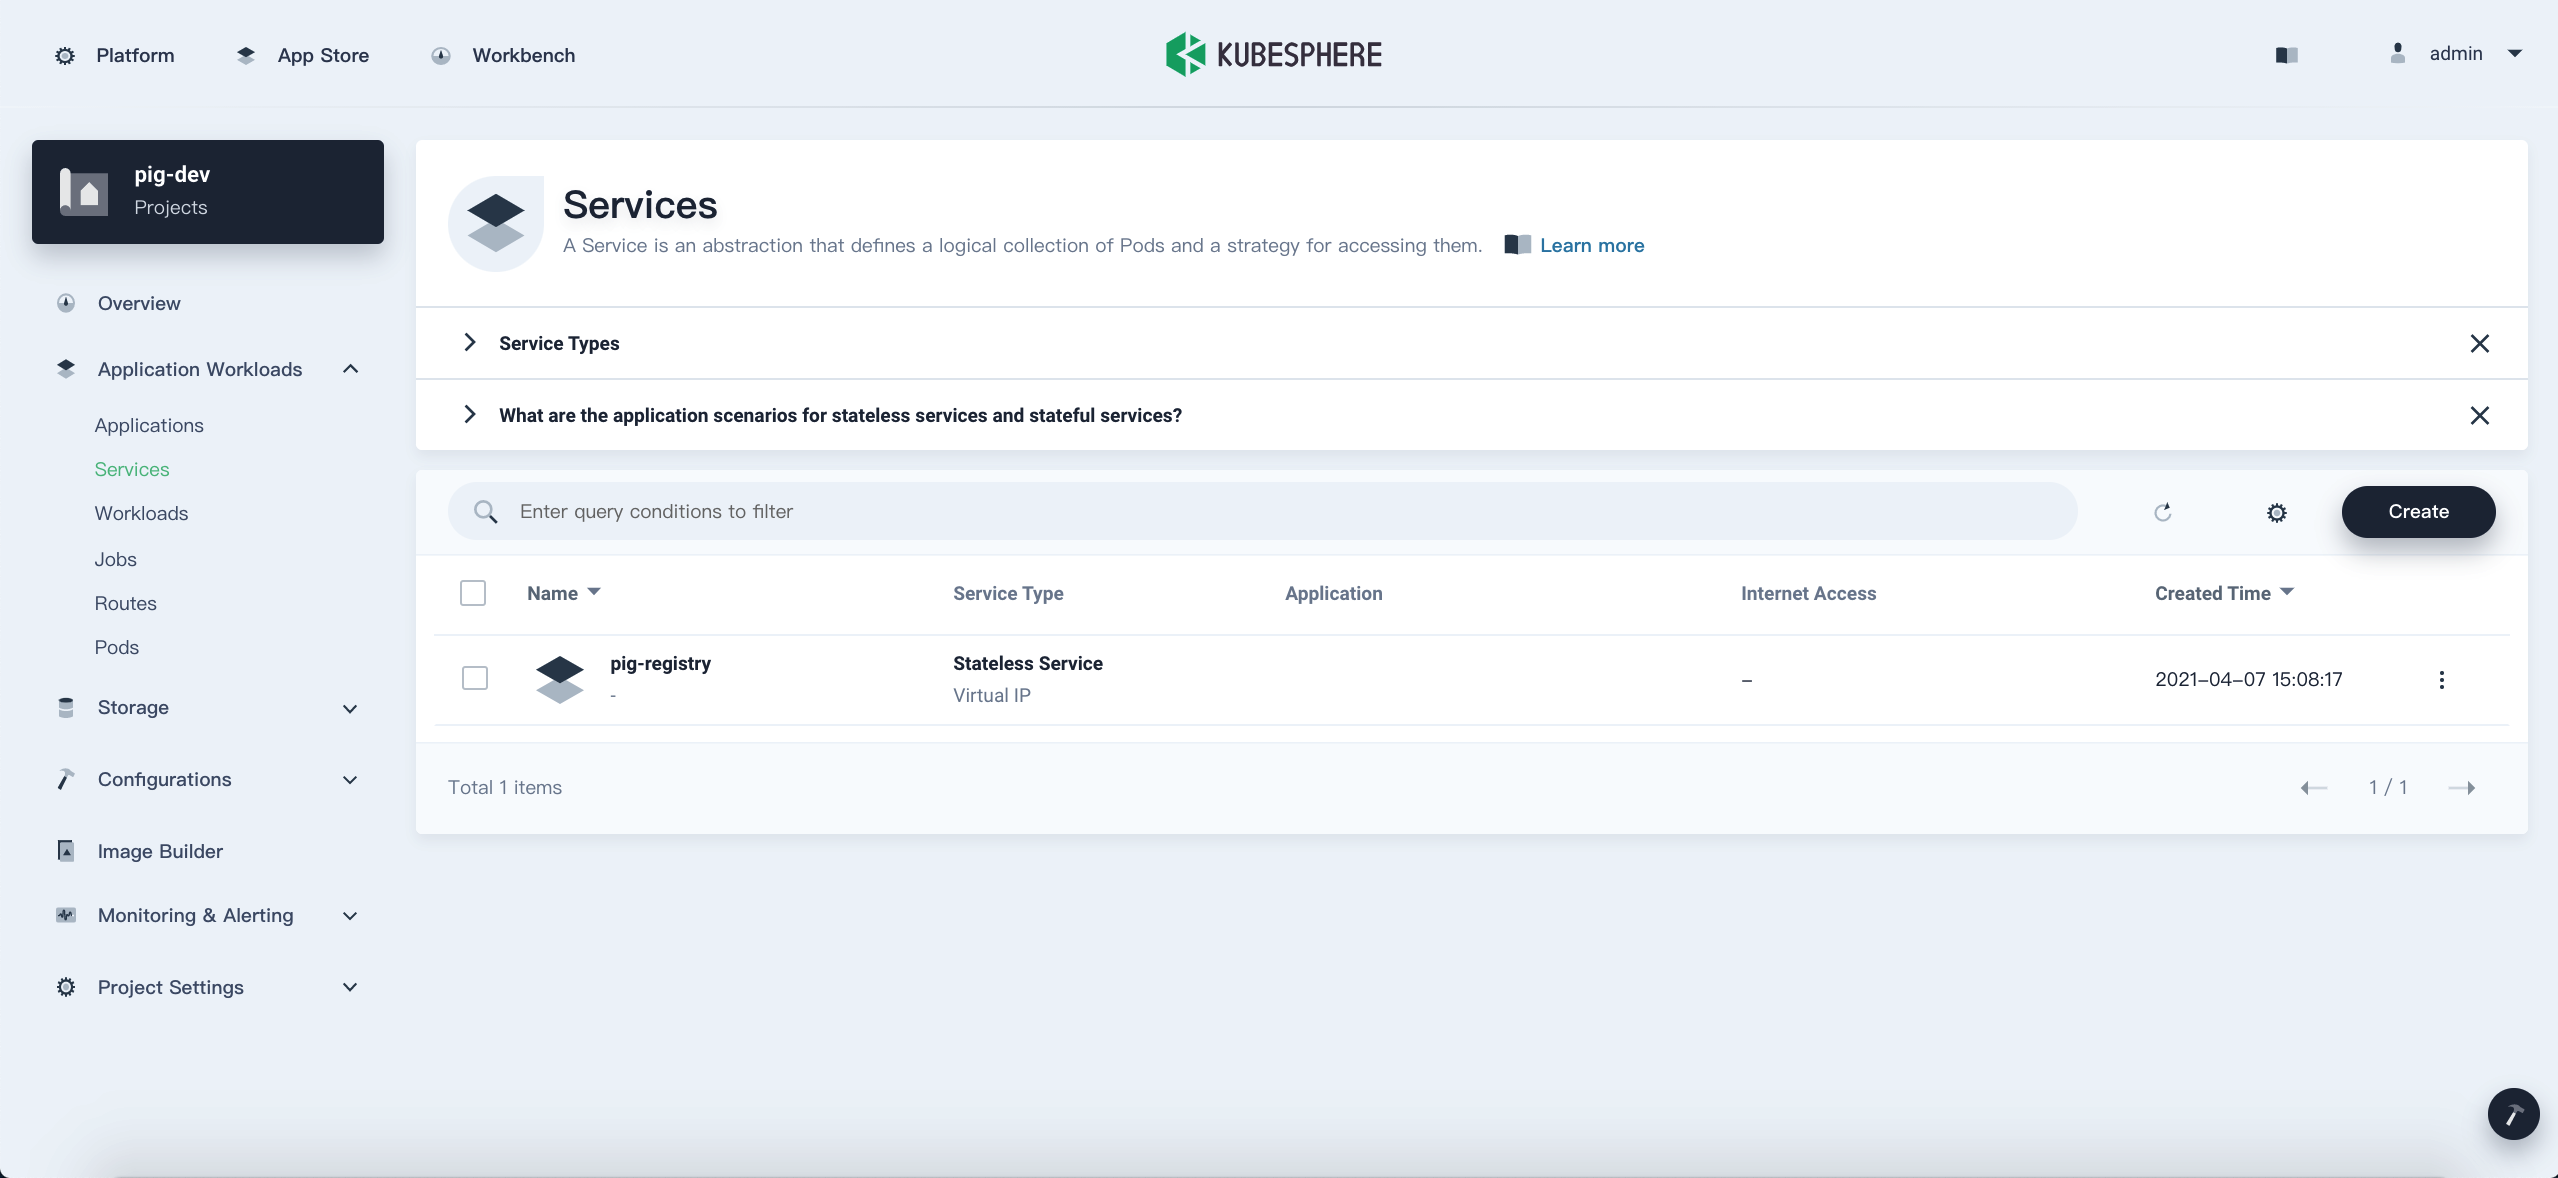 Platform
App Store
Workbench
KUBESPHERE
admin
pig-dev
Projects
Overview
Application Workloads
Applications
Services
Workloads
Jobs
Routes
Pods
Storage
Configurations
Image Builder
Monitoring & Alerting
Project Settings
Services
A Service is an abstraction that defines a logical collection of Pods and a strategy for accessing them. Learn more
Service Types
What are the application scenarios for stateless services and stateful services?
Enter query conditions to filter
Create
Name Service Type Application Internet Access Created Time
pig-registry Stateless Service
- Virtual IP
– 2021–04–07 15:08:17
Total 1 items
1 / 1